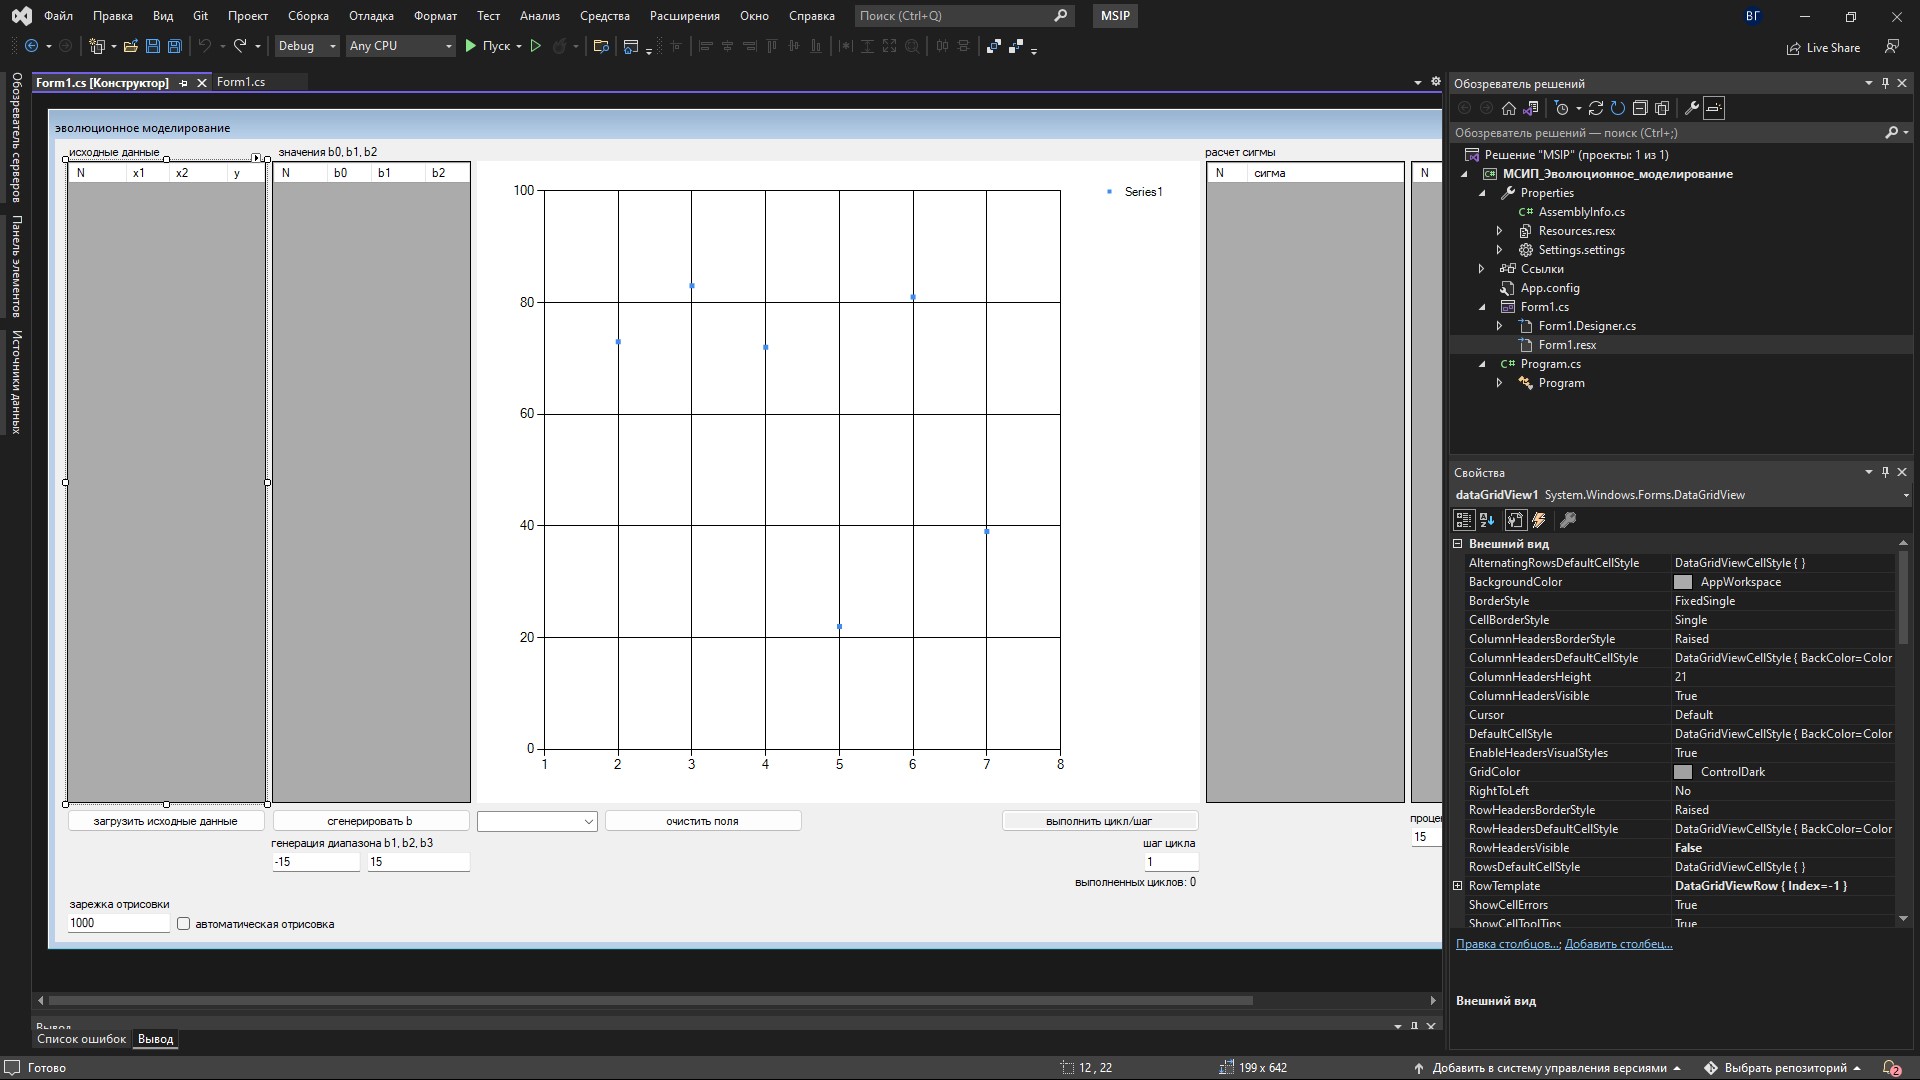 Файл Правка Вид Git Проект Сборка Отладка Формат Тест Анализ Средства Расширения Окно Справка Поиск (Ctrl+Q) MSIP ВГ
Debug Any CPU Пуск Live Share
Обозреватель серверов
Панель элементов
Источники данных
Form1.cs [Конструктор] Form1.cs
эволюционное моделирование
исходные данные значения b0, b1, b2 расчет сигмы
N x1 x2 y N b0 b1 b2 N сигма N
Series1
100
80
60
40
20
0
1 2 3 4 5 6 7 8
загрузить исходные данные сгенерировать b очистить поля выполнить цикл/шаг
проце
15
генерация диапазона b1, b2, b3 шаг цикла
-15 15 1
выполненных циклов: 0
зарежка отрисовки
1000 автоматическая отрисовка
Вывод
Список ошибок Вывод
Обозреватель решений
Обозреватель решений — поиск (Ctrl+;)
Решение "MSIP" (проекты: 1 из 1)
C# МСИП_Эволюционное_моделирование
Properties
C# AssemblyInfo.cs
Resources.resx
Settings.settings
Ссылки
App.config
Form1.cs
Form1.Designer.cs
Form1.resx
C# Program.cs
Program
Свойства
dataGridView1 System.Windows.Forms.DataGridView
Внешний вид
AlternatingRowsDefaultCellStyle DataGridViewCellStyle { }
BackgroundColor AppWorkspace
BorderStyle FixedSingle
CellBorderStyle Single
ColumnHeadersBorderStyle Raised
ColumnHeadersDefaultCellStyle DataGridViewCellStyle { BackColor=Color
ColumnHeadersHeight 21
ColumnHeadersVisible True
Cursor Default
DefaultCellStyle DataGridViewCellStyle { BackColor=Color
EnableHeadersVisualStyles True
GridColor ControlDark
RightToLeft No
RowHeadersBorderStyle Raised
RowHeadersDefaultCellStyle DataGridViewCellStyle { BackColor=Color
RowHeadersVisible False
RowsDefaultCellStyle DataGridViewCellStyle { }
RowTemplate DataGridViewRow { Index=-1 }
ShowCellErrors True
ShowCellToolTips True
Правка столбцов...; Добавить столбец...
Внешний вид
Готово 12 , 22 199 x 642 Добавить в систему управления версиями Выбрать репозиторий 2